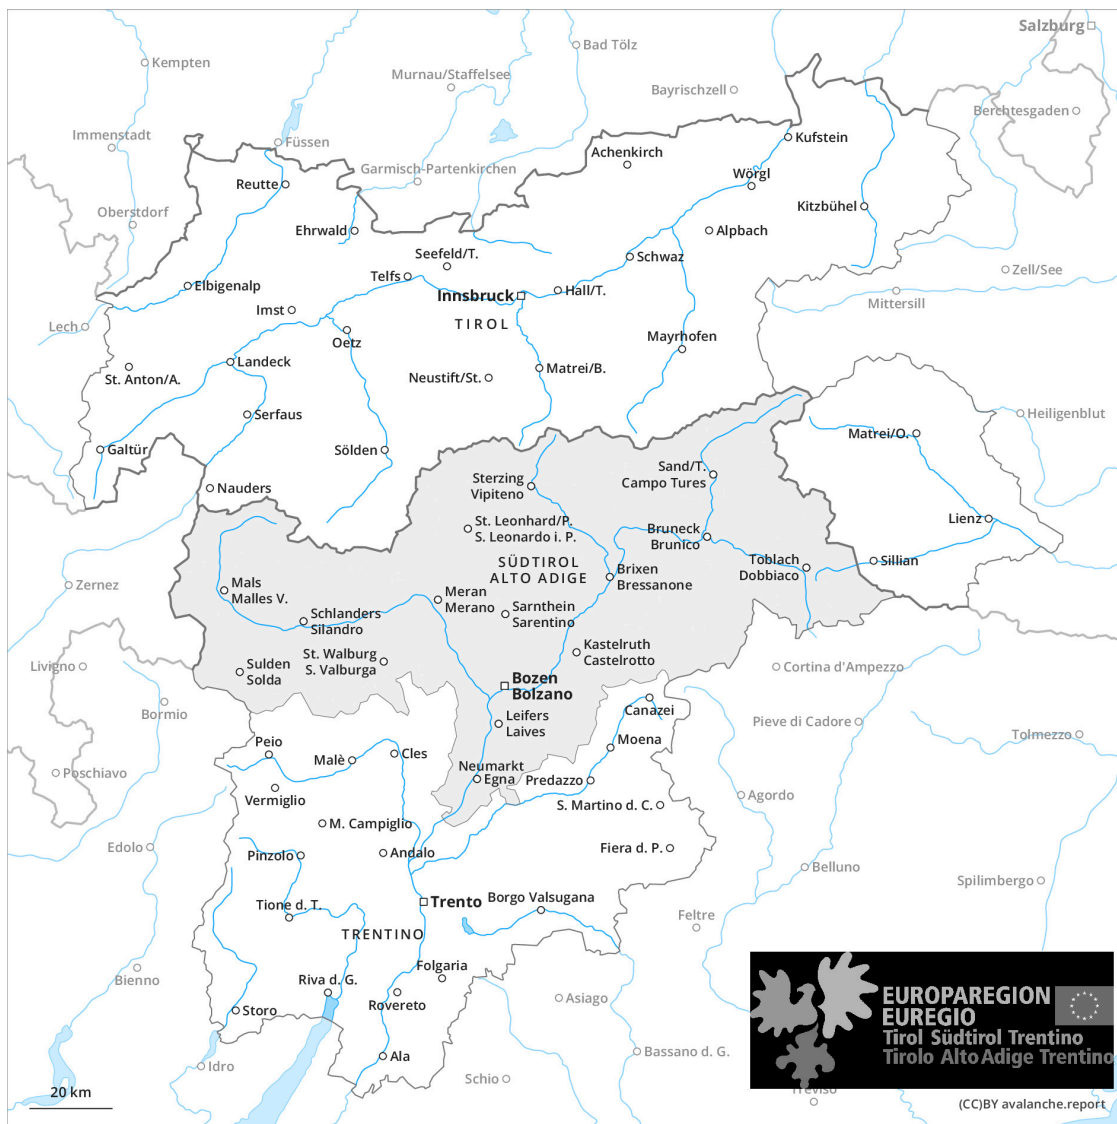 Salzburg
Bad Tölz
Kempten
Murnau/Staffelsee
Bayrischzell
Berchtesgaden
Immenstadt
Füssen
Kufstein
Achenkirch
Garmisch-Partenkirchen
Wörgl
Reutte
Oberstdorf
Kitzbühel
Ehrwald
Alpbach
Seefeld/T.
Schwaz
Telfs
Zell/See
Elbigenalp
Innsbruck
Hall/T.
Mittersill
Imst
TIROL
Lech
Oetz
Mayrhofen
Landeck
Matrei/B.
St. Anton/A.
Neustift/St.
Serfaus
Heiligenblut
Matrei/O.
Galtür
Sölden
Sand/T.
Campo Tures
Sterzing
Vipiteno
Nauders
Lienz
St. Leonhard/P.
S. Leonardo i. P.
Bruneck
Brunico
SÜDTIROL
ALTO ADIGE
Toblach
Dobbiaco
Sillian
Brixen
Bressanone
Zernez
Mals
Malles V.
Meran
Merano
Sarnthein
Sarentino
Schlanders
Silandro
Kastelruth
Castelrotto
St. Walburg
S. Valburga
Livigno
Sulden
Solda
Cortina d'Ampezzo
Bozen
Bolzano
Canazei
Bormio
Leifers
Laives
Pieve di Cadore
Tolmezzo
Moena
Peio
Cles
Malè
Neumarkt
Egna
Predazzo
Poschiavo
Vermiglio
Agordo
S. Martino d. C.
M. Campiglio
Edolo
Pinzolo
Andalo
Fiera d. P.
Belluno
Spilimbergo
Trento
Borgo Valsugana
Tione d. T.
Feltre
TRENTINO
Folgaria
Bienno
Riva d. G.
Rovereto
Asiago
Storo
EUROPAREGION
EUREGIO
Tirol Südtirol Trentino
Tirolo Alto Adige Trentino
Ala
Bassano d. G.
Idro
Schio
Treviso
20 km
(CC)BY avalanche.report